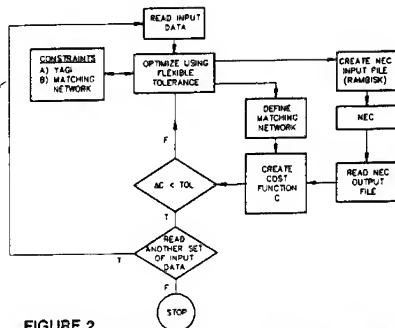 READ INPUT
DATA
CONSTRAINTS
A) YAGI
B) MATCHING
NETWORK
OPTIMIZE USING
FLEXIBLE
TOLERANCE
CREATE NEC
INPUT FILE
(RAMDISK)
DEFINE
MATCHING
NETWORK
NEC
F
ΔC < TOL
CREATE
COST
FUNCTION
C
READ NEC
OUTPUT
FILE
T
READ
ANOTHER SET
OF INPUT
DATA
T
F
STOP
FIGURE 2